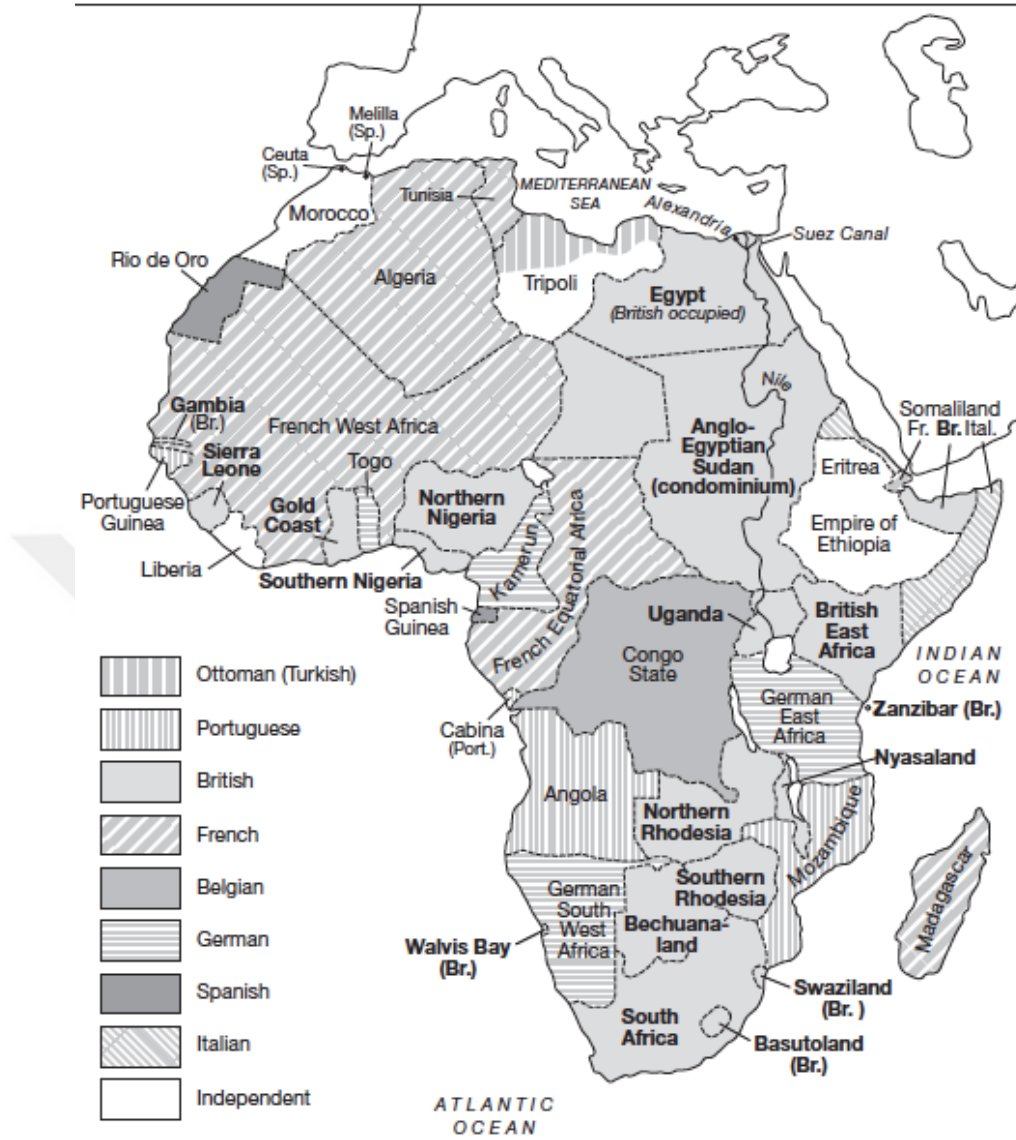 Melilla
(Sp.)
Ceuta
(Sp.)
Morocco
Tunisia
MEDITERRANEAN
SEA
Alexandria
Suez Canal
Rio de Oro
Algeria
Tripoli
Egypt
(British occupied)
Nile
Gambia
(Br.)
French West Africa
Sierra
Leone
Togo
Anglo-
Egyptian
Sudan
(condominium)
Somaliland
Fr. Br. Ital.
Eritrea
Portuguese
Guinea
Gold
Coast
Northern
Nigeria
Empire of
Ethiopia
Liberia
Southern Nigeria
Kamerun
French Equatorial Africa
Spanish
Guinea
Uganda
British
East
Africa
Congo
State
INDIAN
OCEAN
German
East
Africa
Zanzibar (Br.)
Cabina
(Port.)
Nyasaland
Angola
Northern
Rhodesia
Mozambique
Southern
Rhodesia
Madagascar
German
South
West
Africa
Bechuana-
land
Walvis Bay
(Br.)
Swaziland
(Br. )
South
Africa
Basutoland
(Br.)
Ottoman (Turkish)
Portuguese
British
French
Belgian
German
Spanish
Italian
Independent
ATLANTIC
OCEAN